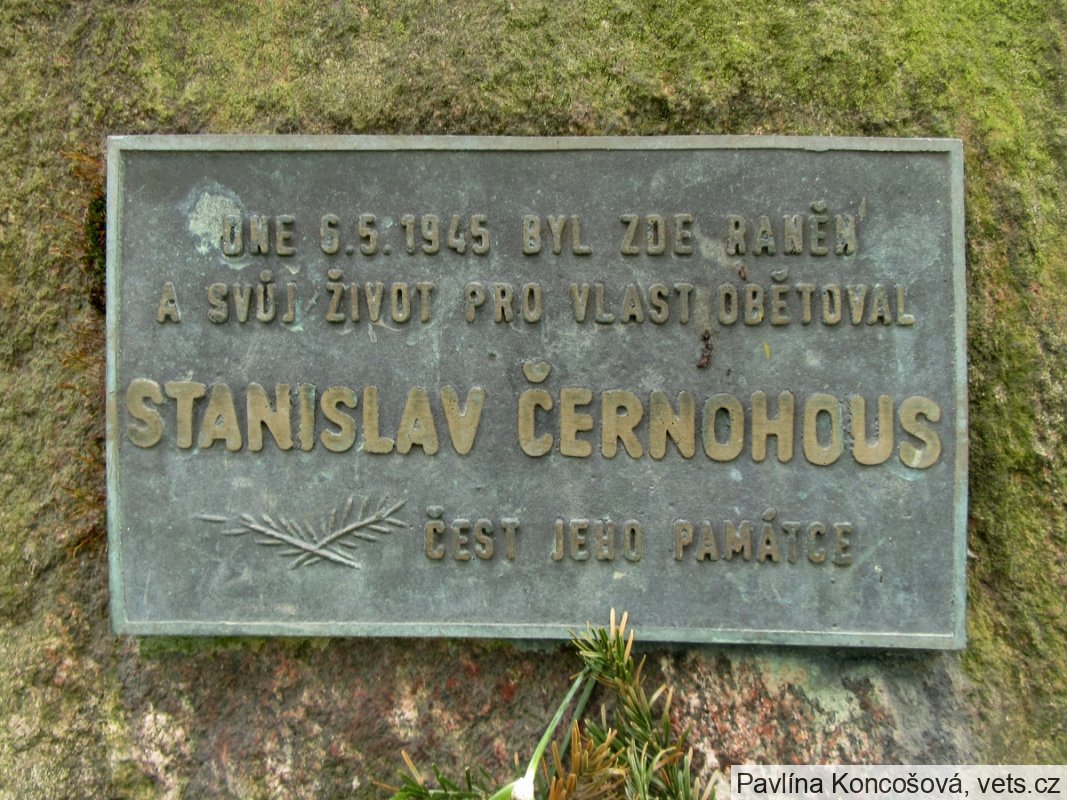 DNE 6.5.1945 BYL ZDE RANĚN
A SVŮJ ŽIVOT PRO VLAST OBĚTOVAL
STANISLAV ČERNOHOUS
ČEST JEHO PAMÁTCE
Pavlína Koncošová, vets.cz